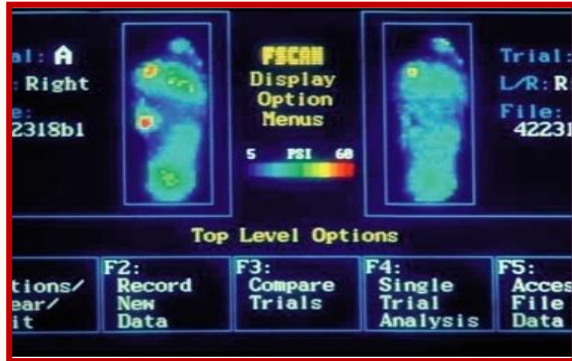 al: A
: Right
e:
2318b1
FSCAN
Display
Option
Menus
5 PSI 60
Trial:
L/R: R
File:
4223
Top Level Options
tions/
ear/
it
F2:
Record
New
Data
F3:
Compare
Trials
F4:
Single
Trial
Analysis
F5:
Acces
File
Data